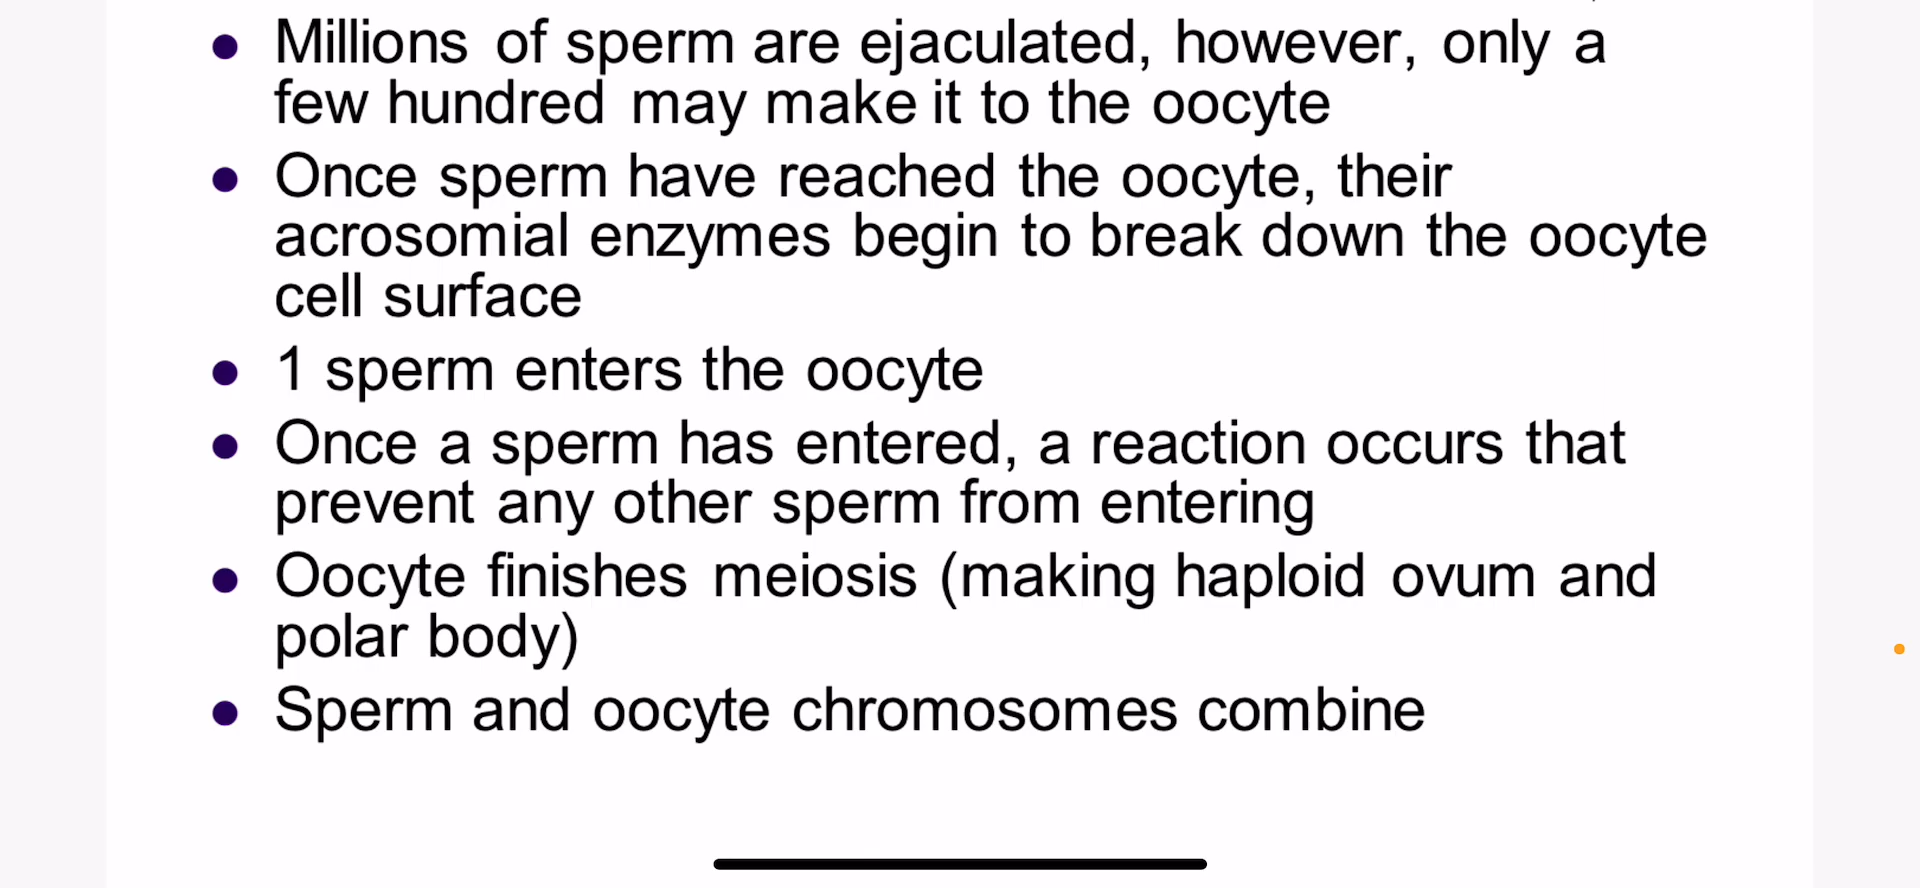 • Millions of sperm are ejaculated, however, only a
few hundred may make it to the oocyte
• Once sperm have reached the oocyte, their
acrosomial enzymes begin to break down the oocyte
cell surface
• 1 sperm enters the oocyte
• Once a sperm has entered, a reaction occurs that
prevent any other sperm from entering
• Oocyte finishes meiosis (making haploid ovum and
polar body)
• Sperm and oocyte chromosomes combine